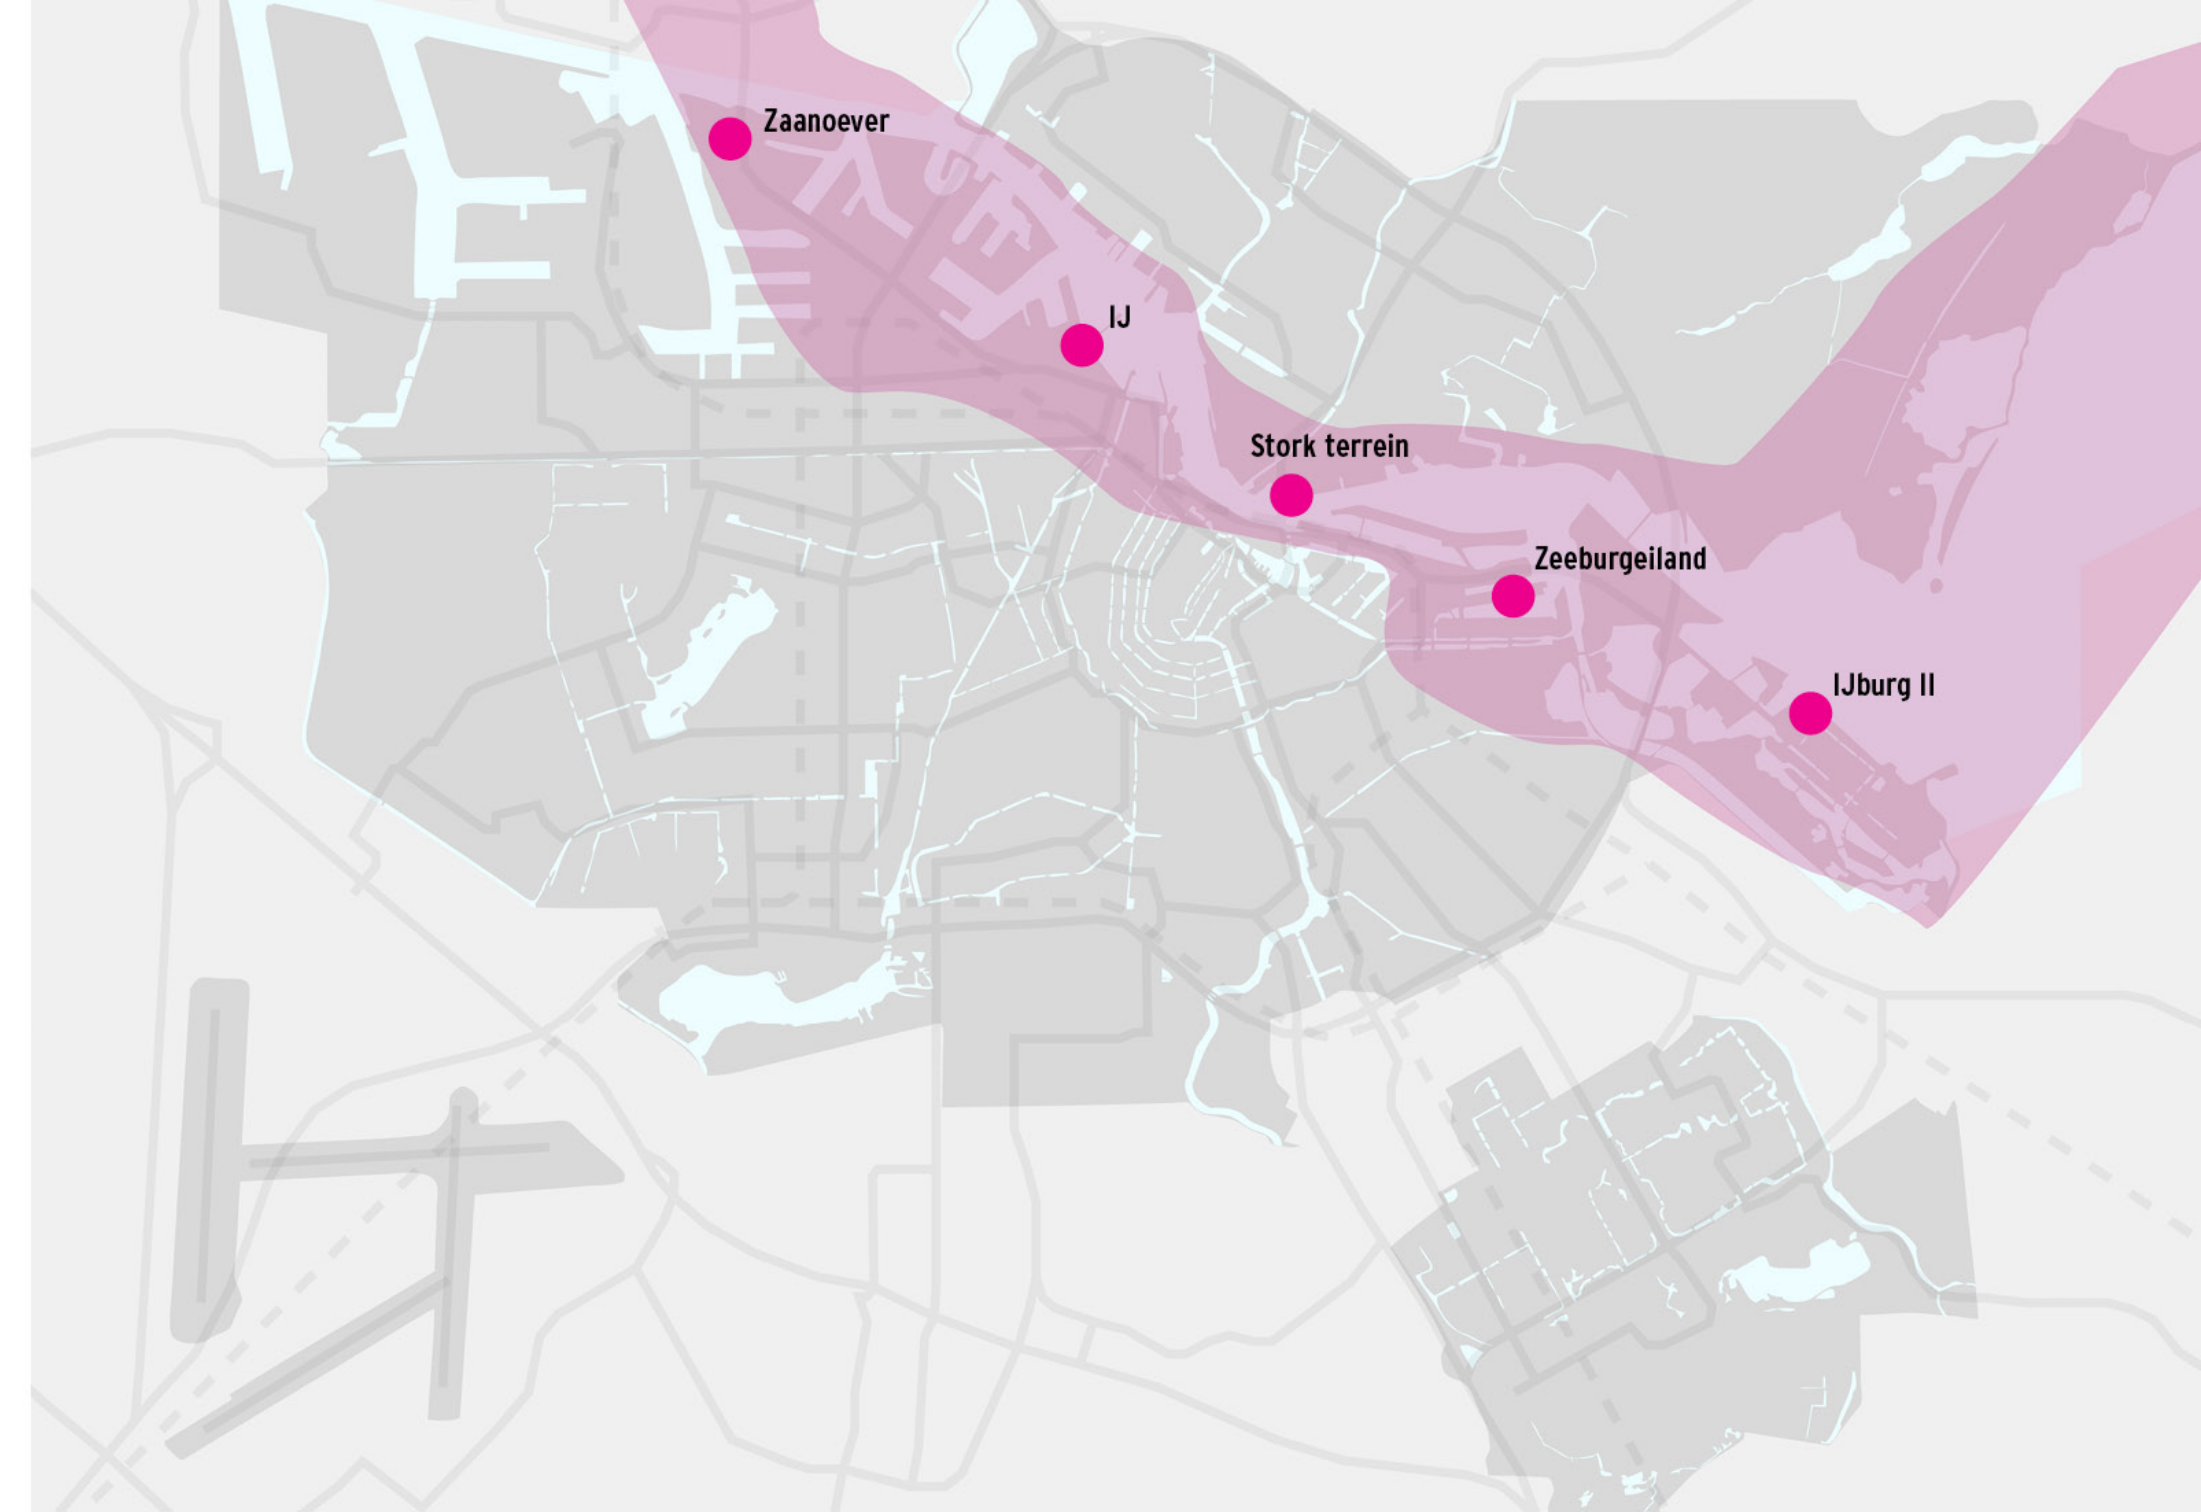 Zaanoever
IJ
Stork terrein
Zeeburgeiland
IJburg II